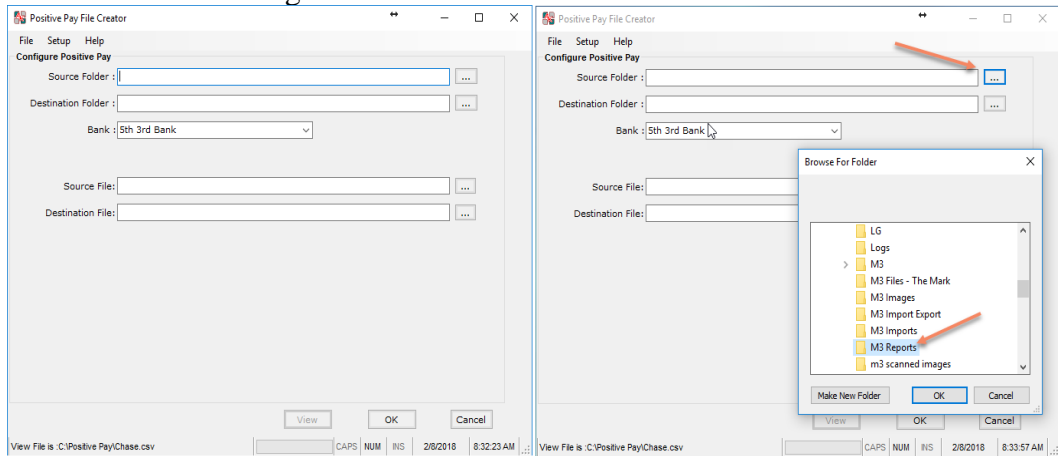 Positive Pay File Creator
File Setup Help
Configure Positive Pay
Source Folder : ...
Destination Folder : ...
Bank : 5th 3rd Bank
Source File: ...
Destination File: ...
View OK Cancel
View File is :C:\Positive Pay\Chase.csv CAPS NUM INS 2/8/2018 8:32:23 AM
Positive Pay File Creator
File Setup Help
Configure Positive Pay
Source Folder : ...
Destination Folder : ...
Bank : 5th 3rd Bank
Source File:
Destination File:
Browse For Folder
LG
Logs
M3
M3 Files - The Mark
M3 Images
M3 Import Export
M3 Imports
M3 Reports
m3 scanned images
Make New Folder OK Cancel
View OK Cancel
View File is :C:\Positive Pay\Chase.csv CAPS NUM INS 2/8/2018 8:33:57 AM